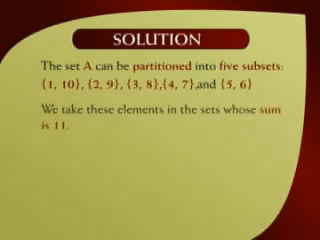 SOLUTION
The set A can be partitioned into five subsets:
{1, 10}, {2, 9}, {3, 8},{4, 7},and {5, 6}
We take these elements in the sets whose sum
is 11.